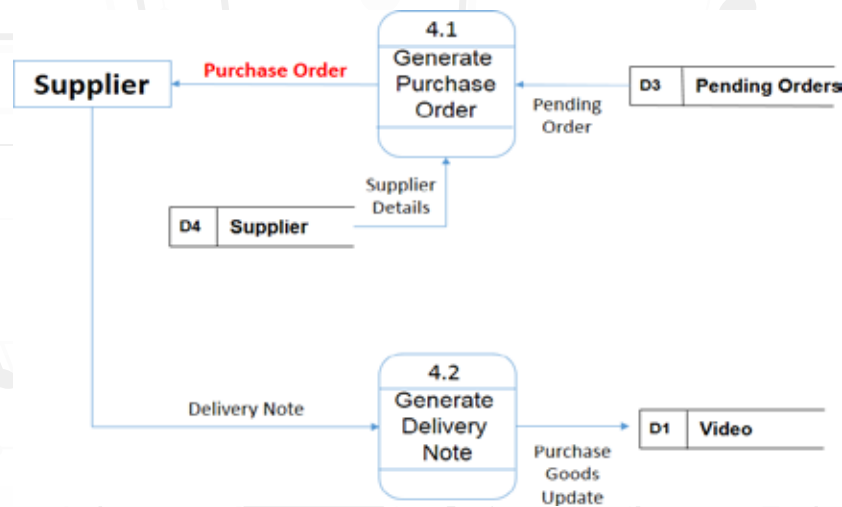 4.1
Generate
Purchase
Order
Supplier
Purchase Order
D3 Pending Orders
Pending
Order
Supplier
Details
D4 Supplier
4.2
Generate
Delivery
Note
Delivery Note
D1 Video
Purchase
Goods
Update